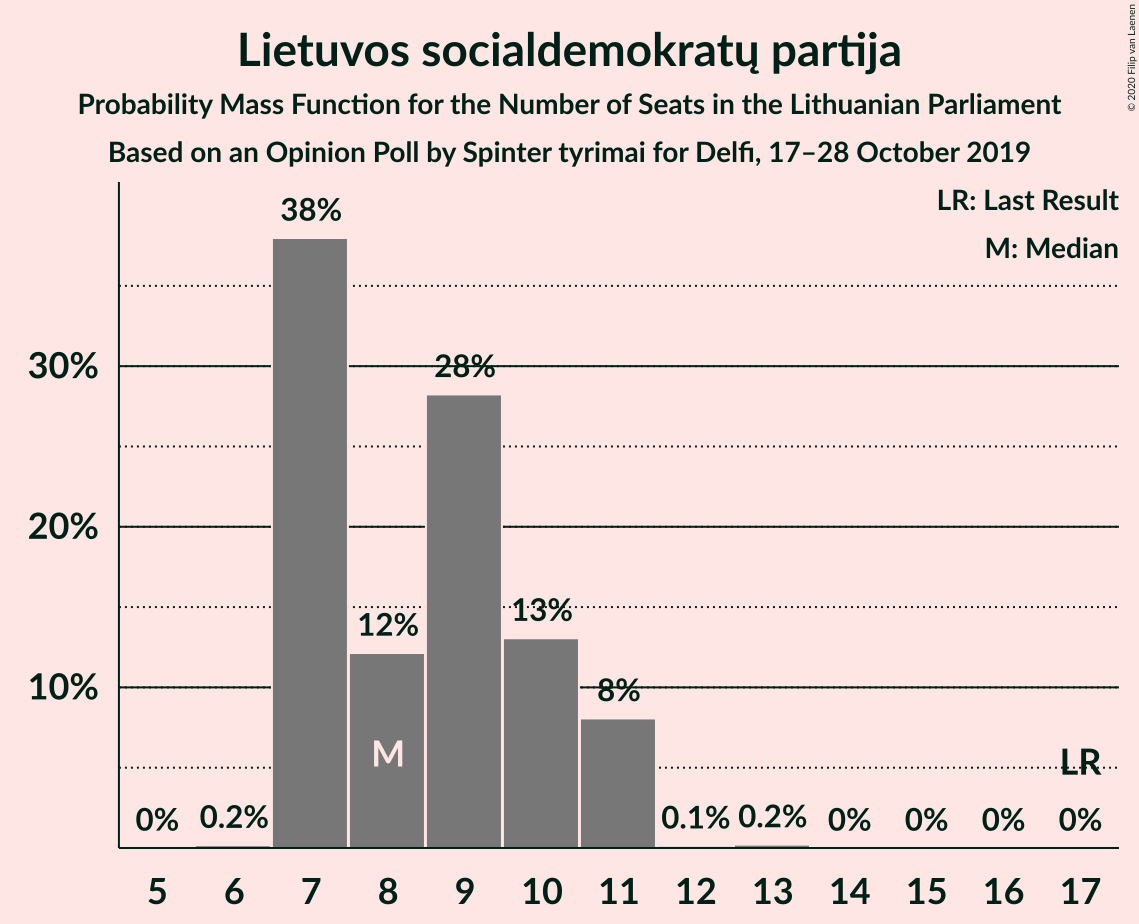 © 2020 Filip van Laenen
Lietuvos socialdemokratų partija
Probability Mass Function for the Number of Seats in the Lithuanian Parliament
Based on an Opinion Poll by Spinter tyrimai for Delfi, 17–28 October 2019
LR: Last Result
M: Median
38%
30%
28%
20%
13%
12%
10%
8%
M
LR
0% 0.2% 0.1% 0.2% 0% 0% 0% 0%
5 6 7 8 9 10 11 12 13 14 15 16 17